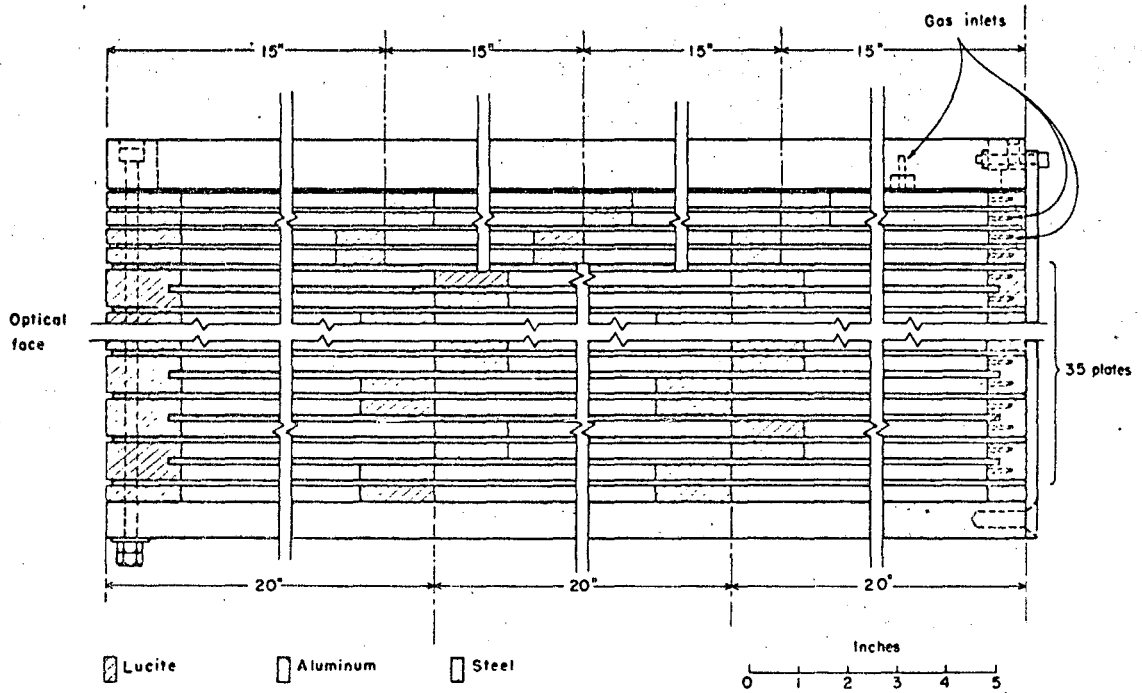 Gas inlets
15" 15" 15" 15"
Optical
face
35 plates
20" 20" 20"
Lucite Aluminum Steel
Inches
0 1 2 3 4 5